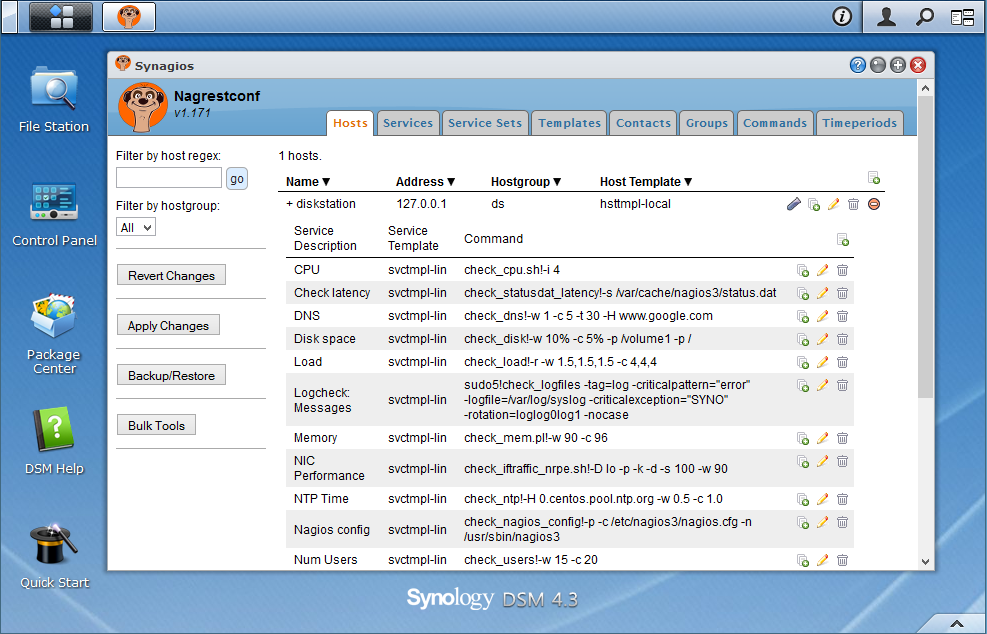 Synagios
Nagrestconf
v1.171
Hosts Services Service Sets Templates Contacts Groups Commands Timeperiods
Filter by host regex:
go
Filter by hostgroup:
All
Revert Changes
Apply Changes
Backup/Restore
Bulk Tools
1 hosts.
Name ▼ Address ▼ Hostgroup ▼ Host Template ▼
+ diskstation 127.0.0.1 ds hsttmpl-local
Service Description Service Template Command
CPU svctmpl-lin check_cpu.sh!-i 4
Check latency svctmpl-lin check_statusdat_latency!-s /var/cache/nagios3/status.dat
DNS svctmpl-lin check_dns!-w 1 -c 5 -t 30 -H www.google.com
Disk space svctmpl-lin check_disk!-w 10% -c 5% -p /volume1 -p /
Load svctmpl-lin check_load!-r -w 1.5,1.5,1.5 -c 4,4,4
Logcheck:
Messages svctmpl-lin
sudo5!check_logfiles -tag=log -criticalpattern="error"
-logfile=/var/log/syslog -criticalexception="SYNO"
-rotation=loglog0log1 -nocase
Memory svctmpl-lin check_mem.pl!-w 90 -c 96
NIC
Performance svctmpl-lin check_iftraffic_nrpe.sh!-D lo -p -k -d -s 100 -w 90
NTP Time svctmpl-lin check_ntp!-H 0.centos.pool.ntp.org -w 0.5 -c 1.0
Nagios config svctmpl-lin check_nagios_config!-p -c /etc/nagios3/nagios.cfg -n
/usr/sbin/nagios3
Num Users svctmpl-lin check_users!-w 15 -c 20
File Station
Control Panel
Package
Center
DSM Help
Quick Start
Synology DSM 4.3